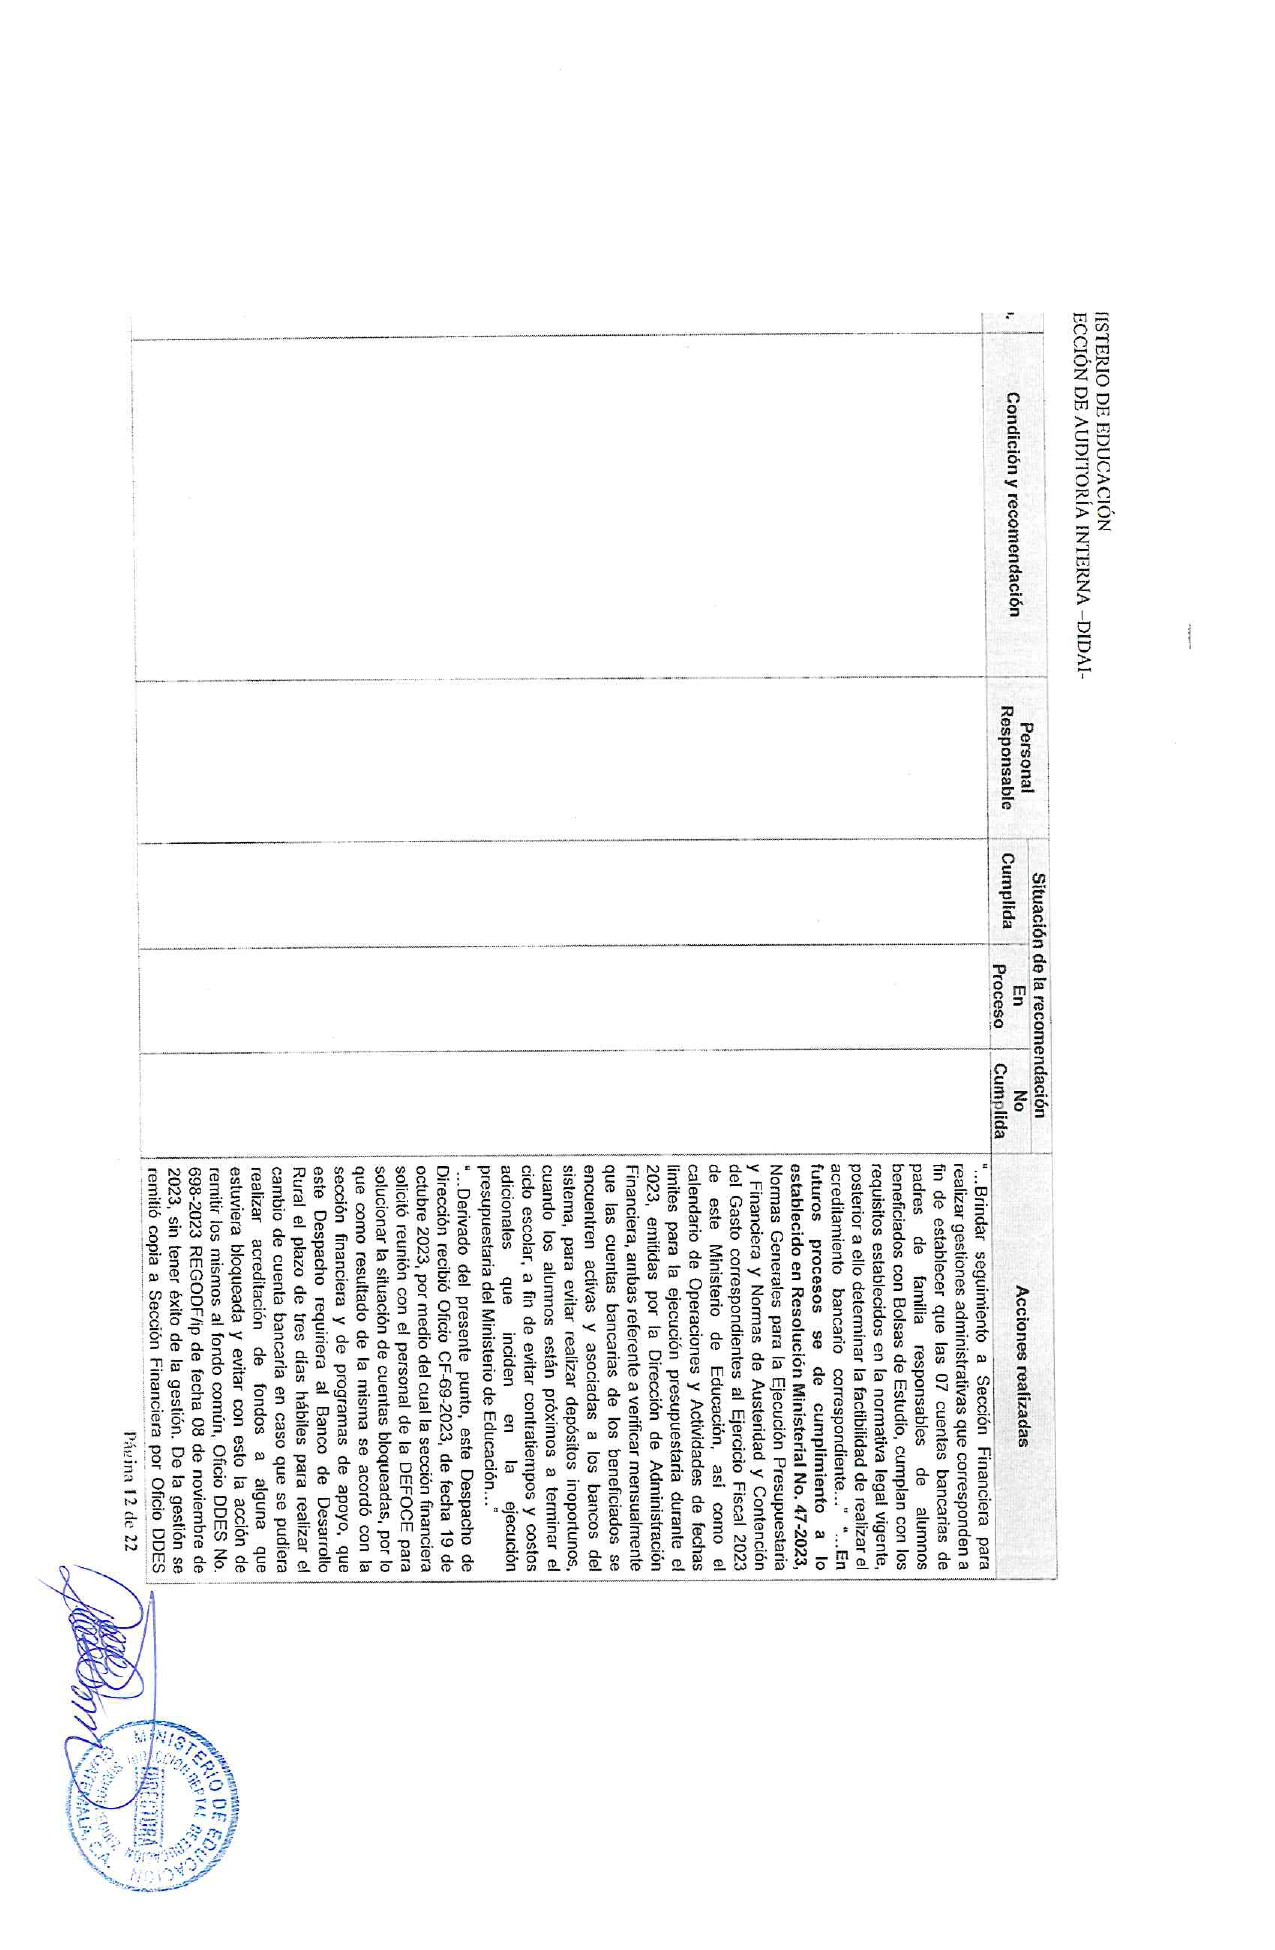 ISTERIO DE EDUCACIÓN
ECCIÓN DE AUDITORÍA INTERNA –DIDAI-
Condición y recomendación
Personal
Responsable
Situación de la recomendación
Cumplida
En
Proceso
No
Cumplida
Acciones realizadas
"…Brindar seguimiento a Sección Financiera para
realizar gestiones administrativas que corresponden a
fin de establecer que las 07 cuentas bancarias de
padres de familia responsables de alumnos
beneficiados con Bolsas de Estudio, cumplan con los
requisitos establecidos en la normativa legal vigente,
posterior a ello determinar la factibilidad de realizar el
acreditamiento bancario correspondiente…" "…En
futuros procesos se de cumplimiento a lo
establecido en Resolución Ministerial No. 47-2023,
Normas Generales para la Ejecución Presupuestaria
y Financiera y Normas de Austeridad y Contención
del Gasto correspondientes al Ejercicio Fiscal 2023
de este Ministerio de Educación, así como el
calendario de Operaciones y Actividades de fechas
limites para la ejecución presupuestaria durante el
2023, emitidas por la Dirección de Administración
Financiera, ambas referente a verificar mensualmente
que las cuentas bancarias de los beneficiados se
encuentren activas y asociadas a los bancos del
sistema, para evitar realizar depósitos inoportunos,
cuando los alumnos están próximos a terminar el
ciclo escolar, a fin de evitar contratiempos y costos
adicionales que inciden en la ejecución
presupuestaria del Ministerio de Educación…"
"…Derivado del presente punto, este Despacho de
Dirección recibió Oficio CF-69-2023, de fecha 19 de
octubre 2023, por medio del cual la sección financiera
solicitó reunión con el personal de la DEFOCE para
solucionar la situación de cuentas bloqueadas, por lo
que como resultado de la misma se acordó con la
sección financiera y de programas de apoyo, que
este Despacho requiriera al Banco de Desarrollo
Rural el plazo de tres días hábiles para realizar el
cambio de cuenta bancaria en caso que se pudiera
realizar acreditación de fondos a alguna que
estuviera bloqueada y evitar con esto la acción de
remitir los mismos al fondo común, Oficio DDES No.
698-2023 REGODF/ip de fecha 08 de noviembre de
2023, sin tener éxito de la gestión. De la gestión se
remitió copia a Sección Financiera por Oficio DDES
Página 12 de 22
MINISTERIO DE EDUCACIÓN
DIRECTORA
GUATEMALA, C.A.